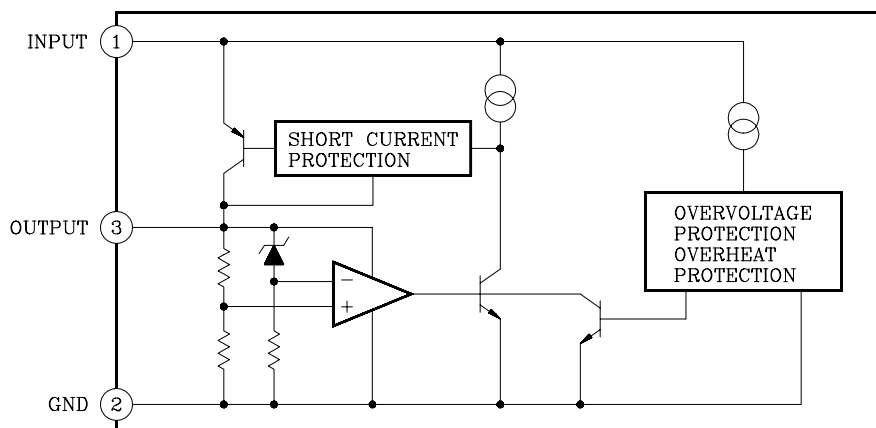 INPUT 1
SHORT CURRENT
PROTECTION
OUTPUT 3
OVERVOLTAGE
PROTECTION
OVERHEAT
PROTECTION
−
+
GND 2